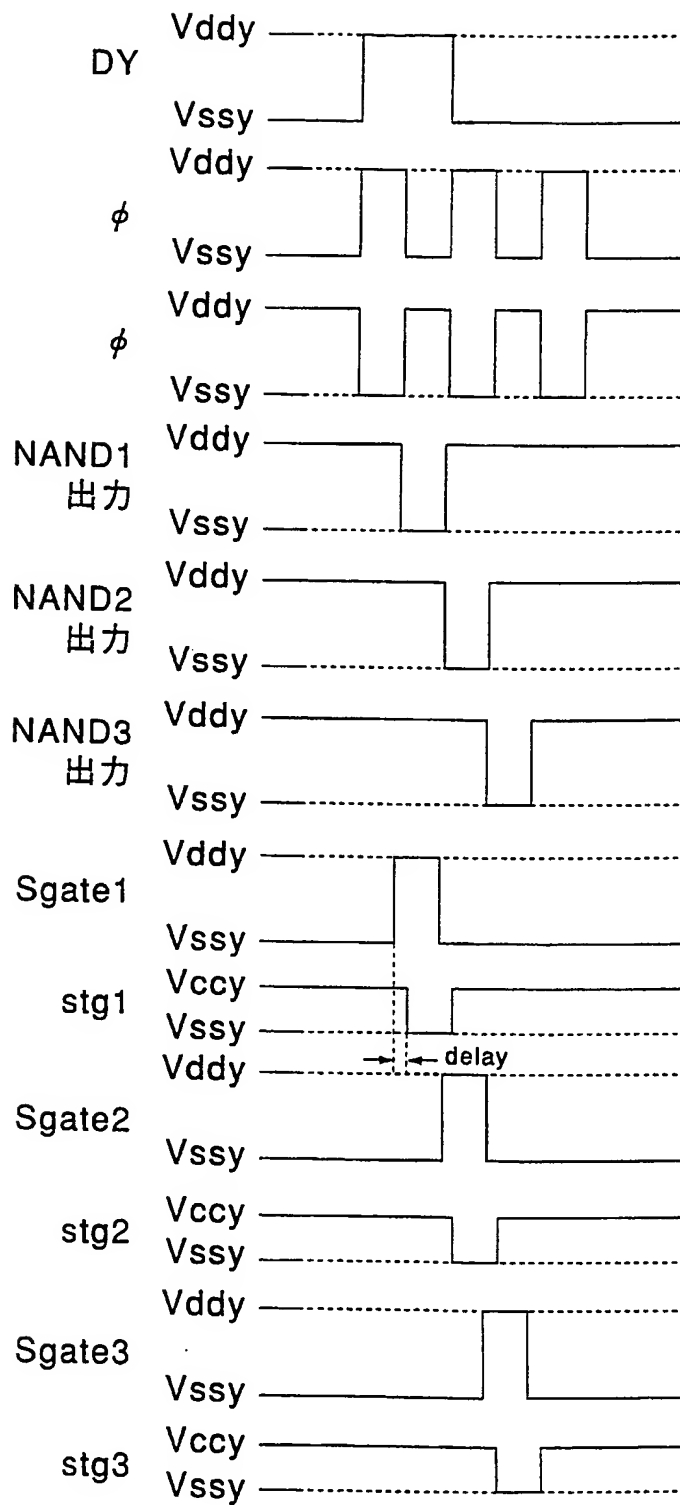 Vddy
DY
Vssy
Vddy
ϕ
Vssy
Vddy
ϕ
Vssy
Vddy
NAND1
出力
Vssy
Vddy
NAND2
出力
Vssy
Vddy
NAND3
出力
Vssy
Vddy
Sgate1
Vssy
Vccy
stg1
Vssy
delay
Vddy
Sgate2
Vssy
Vccy
stg2
Vssy
Vddy
Sgate3
Vssy
Vccy
stg3
Vssy